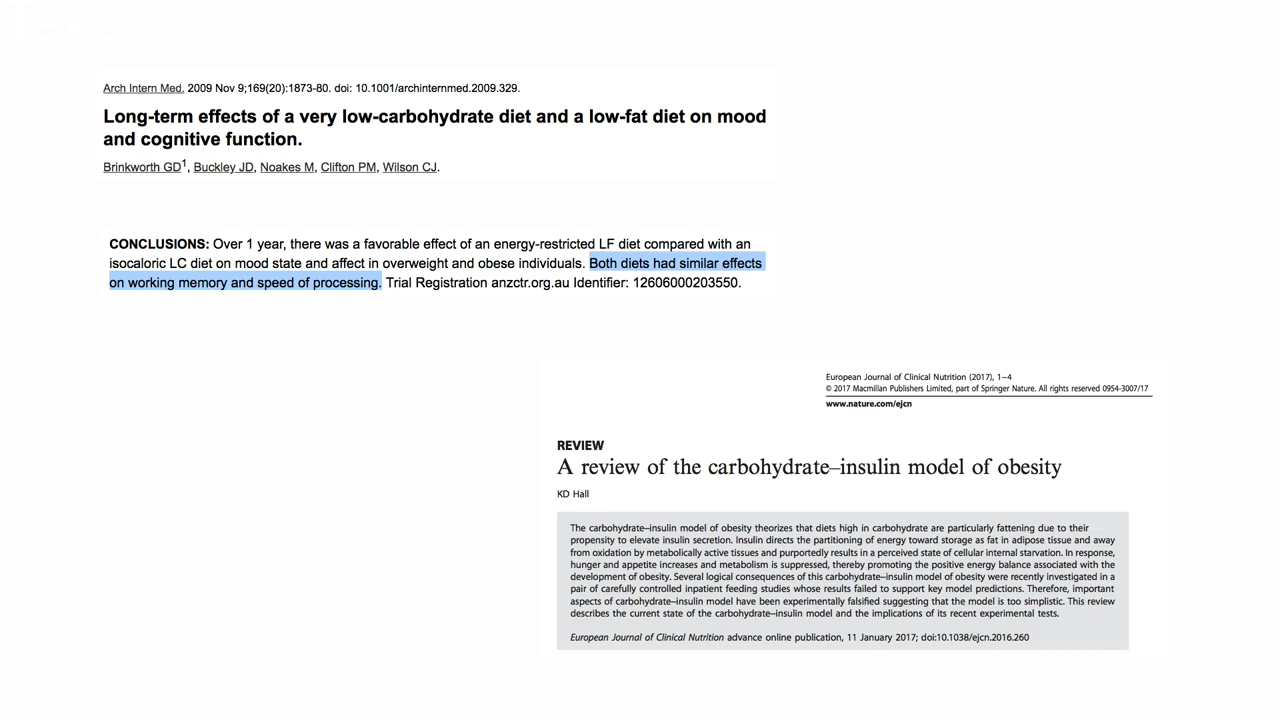 Text
Arch Intern Med. 2009 Nov 9;169(20):1873-80. doi: 10.1001/archinternmed.2009.329.
Long-term effects of a very low-carbohydrate diet and a low-fat diet on mood
and cognitive function.
Brinkworth GD1, Buckley JD, Noakes M, Clifton PM, Wilson CJ.
CONCLUSIONS: Over 1 year, there was a favorable effect of an energy-restricted LF diet compared with an
isocaloric LC diet on mood state and affect in overweight and obese individuals. Both diets had similar effects
on working memory and speed of processing. Trial Registration anzctr.org.au Identifier: 12606000203550.
European Journal of Clinical Nutrition (2017), 1–4
© 2017 Macmillan Publishers Limited, part of Springer Nature. All rights reserved 0954-3007/17
www.nature.com/ejcn
REVIEW
A review of the carbohydrate–insulin model of obesity
KD Hall
The carbohydrate–insulin model of obesity theorizes that diets high in carbohydrate are particularly fattening due to their
propensity to elevate insulin secretion. Insulin directs the partitioning of energy toward storage as fat in adipose tissue and away
from oxidation by metabolically active tissues and purportedly results in a perceived state of cellular internal starvation. In response,
hunger and appetite increases and metabolism is suppressed, thereby promoting the positive energy balance associated with the
development of obesity. Several logical consequences of this carbohydrate–insulin model of obesity were recently investigated in a
pair of carefully controlled inpatient feeding studies whose results failed to support key model predictions. Therefore, important
aspects of carbohydrate–insulin model have been experimentally falsified suggesting that the model is too simplistic. This review
describes the current state of the carbohydrate–insulin model and the implications of its recent experimental tests.
European Journal of Clinical Nutrition advance online publication, 11 January 2017; doi:10.1038/ejcn.2016.260